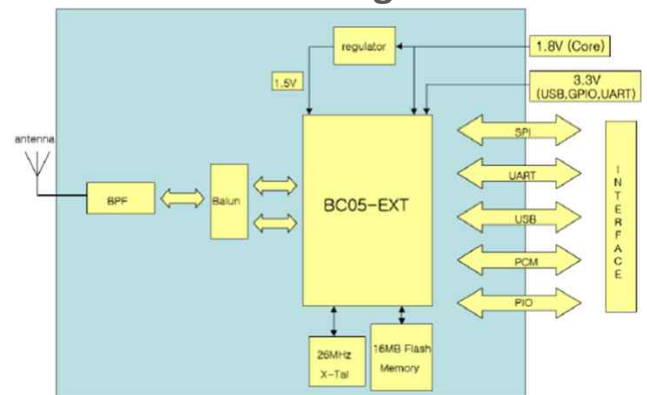 regulator
1.8V (Core)
1.5V
3.3V
(USB,GPIO,UART)
antenna
BPF
Balun
BC05-EXT
SPI
UART
USB
PCM
PIO
INTERFACE
26MHz
X-Tal
16MB Flash
Memory